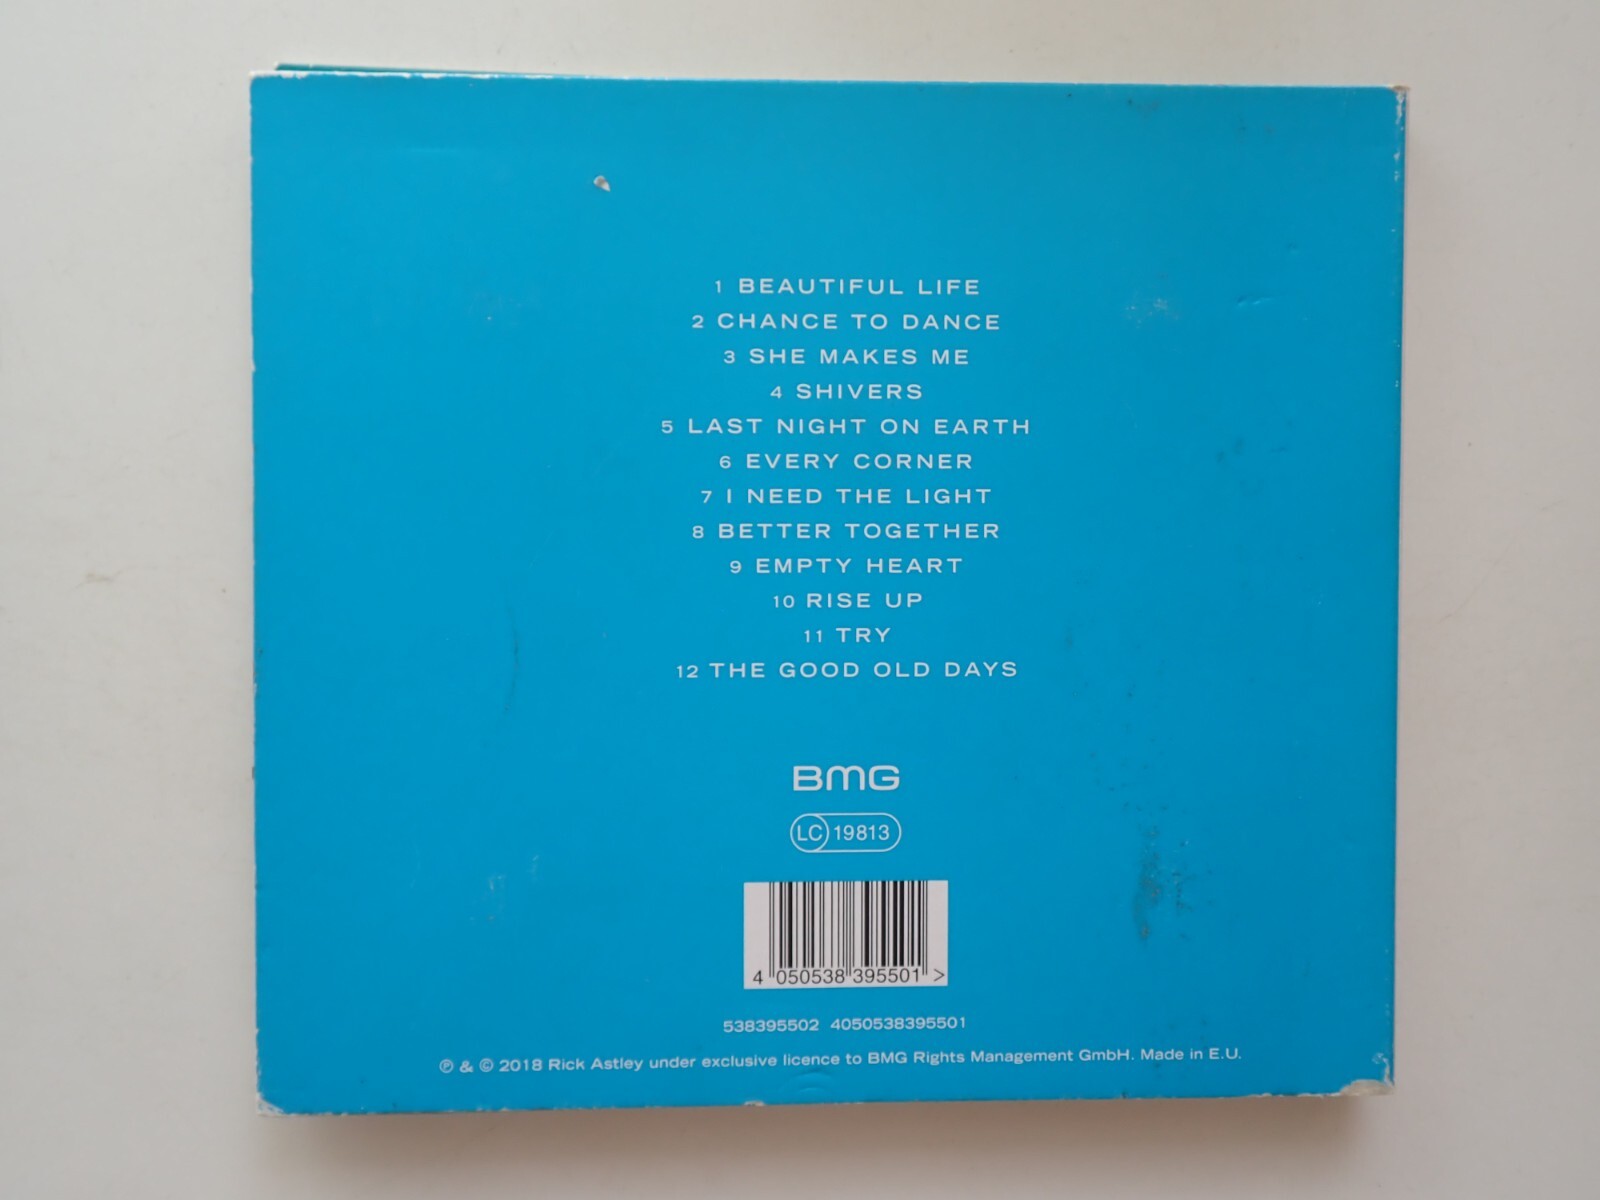 1 BEAUTIFUL LIFE
2 CHANCE TO DANCE
3 SHE MAKES ME
4 SHIVERS
5 LAST NIGHT ON EARTH
6 EVERY CORNER
7 I NEED THE LIGHT
8 BETTER TOGETHER
9 EMPTY HEART
10 RISE UP
11 TRY
12 THE GOOD OLD DAYS
BMG
LC 19813
4 050538 395501 >
538395502 4050538395501
℗ & © 2018 Rick Astley under exclusive licence to BMG Rights Management GmbH. Made in E.U.